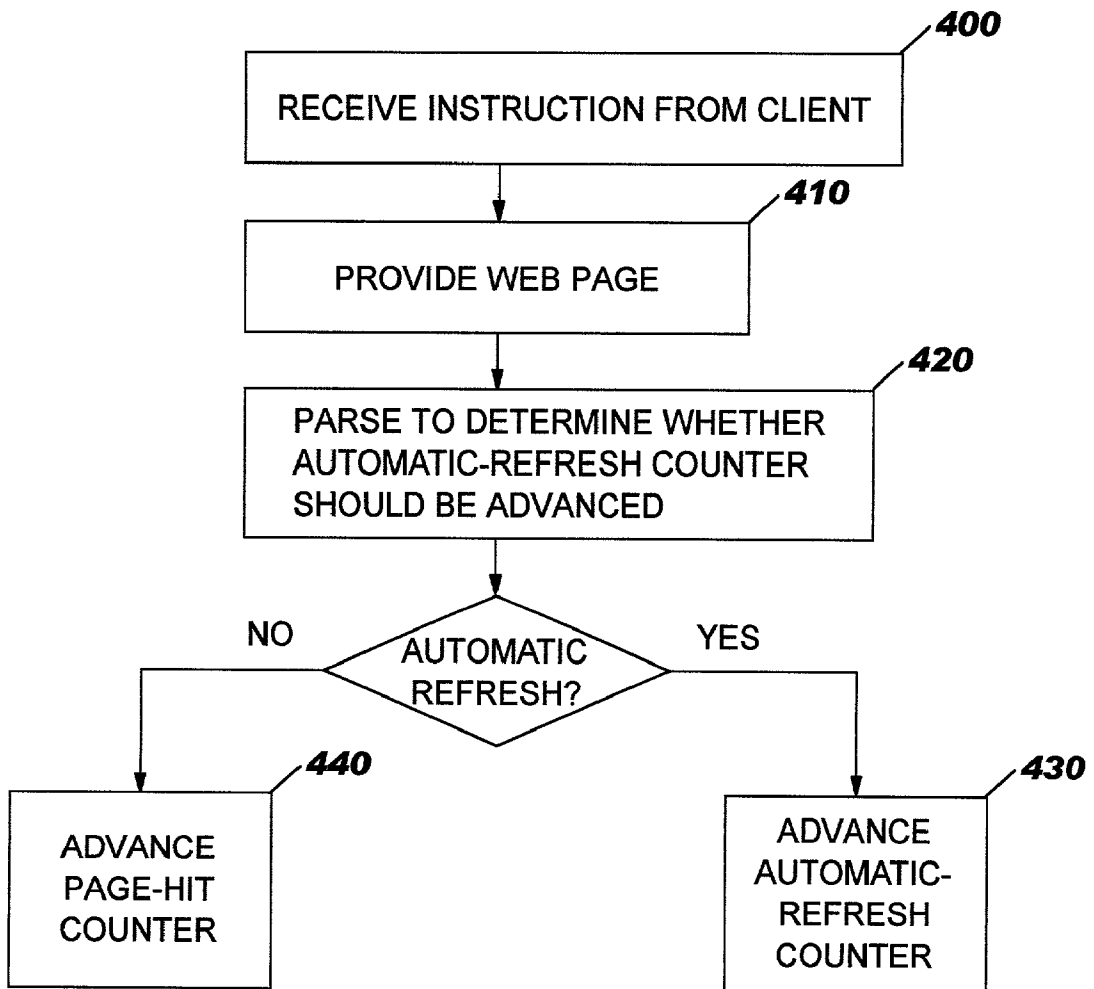 400
RECEIVE INSTRUCTION FROM CLIENT
410
PROVIDE WEB PAGE
420
PARSE TO DETERMINE WHETHER
AUTOMATIC-REFRESH COUNTER
SHOULD BE ADVANCED
NO
AUTOMATIC
REFRESH?
YES
440
ADVANCE
PAGE-HIT
COUNTER
430
ADVANCE
AUTOMATIC-
REFRESH
COUNTER